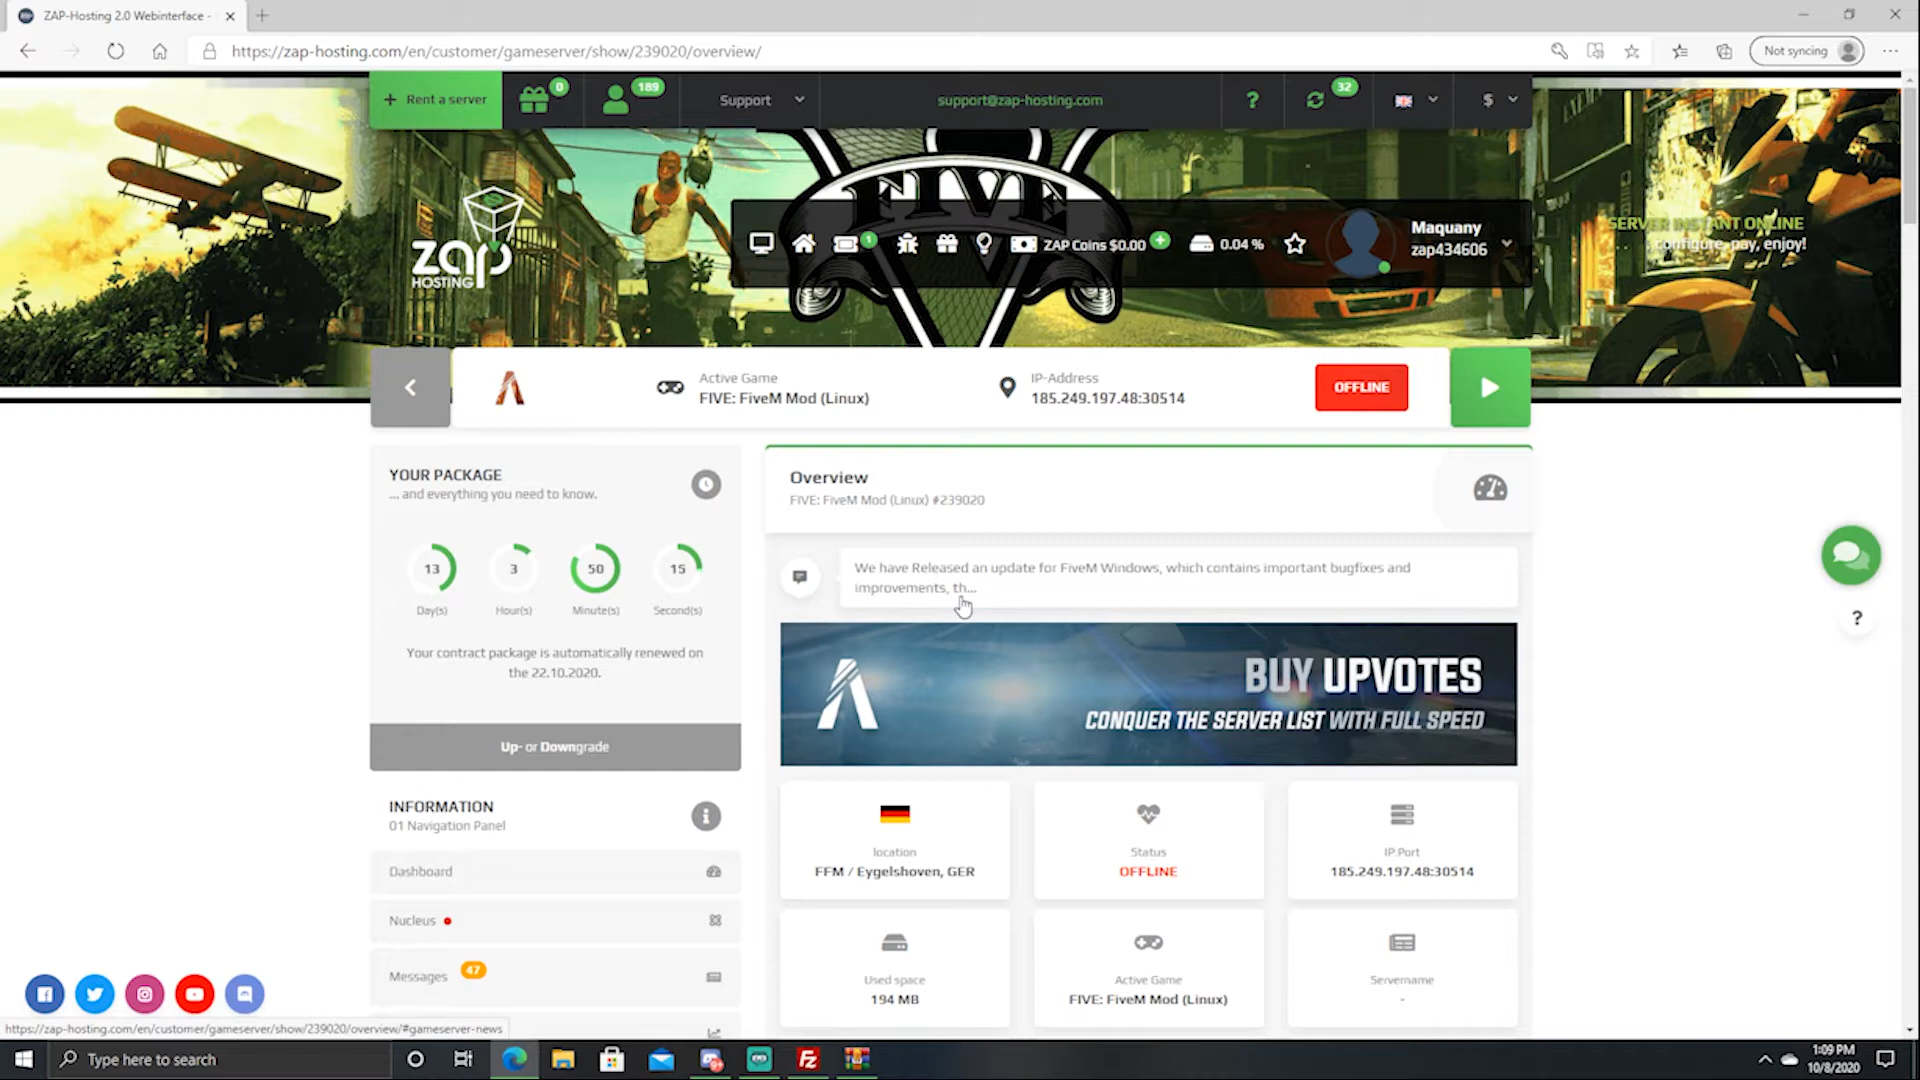 ZAP-Hosting 2.0 Webinterface -
https://zap-hosting.com/en/customer/gameserver/show/239020/overview/
Not syncing
+ Rent a server
0
189
Support
support@zap-hosting.com
?
32
$
FIVE
zap
HOSTING
1
ZAP Coins $0.00
0.04 %
Maquany
zap434606
SERVER INSTANT ONLINE
configure, pay, enjoy!
Active Game
FIVE: FiveM Mod (Linux)
IP-Address
185.249.197.48:30514
OFFLINE
YOUR PACKAGE
... and everything you need to know.
13
3
50
15
Day(s)
Hour(s)
Minute(s)
Second(s)
Your contract package is automatically renewed on
the 22.10.2020.
Up- or Downgrade
INFORMATION
01 Navigation Panel
Dashboard
Nucleus
Messages
47
Overview
FIVE: FiveM Mod (Linux) #239020
We have Released an update for FiveM Windows, which contains important bugfixes and
improvements, th...
BUY UPVOTES
CONQUER THE SERVER LIST WITH FULL SPEED
location
FFM / Eygelshoven, GER
Status
OFFLINE
IP:Port
185.249.197.48:30514
Used space
194 MB
Active Game
FIVE: FiveM Mod (Linux)
Servername
-
?
https://zap-hosting.com/en/customer/gameserver/show/239020/overview/#gameserver-news
Type here to search
1:09 PM
10/8/2020